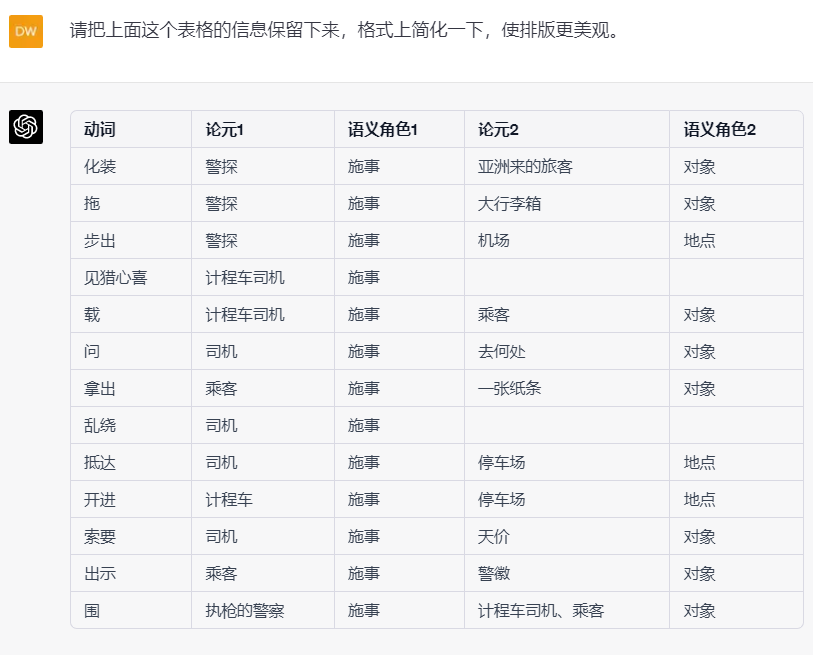 DW
请把上面这个表格的信息保留下来，格式上简化一下，使排版更美观。
动词 论元1 语义角色1 论元2 语义角色2
化装 警探 施事 亚洲来的旅客 对象
拖 警探 施事 大行李箱 对象
步出 警探 施事 机场 地点
见猎心喜 计程车司机 施事
载 计程车司机 施事 乘客 对象
问 司机 施事 去何处 对象
拿出 乘客 施事 一张纸条 对象
乱绕 司机 施事
抵达 司机 施事 停车场 地点
开进 计程车 施事 停车场 地点
索要 司机 施事 天价 对象
出示 乘客 施事 警徽 对象
围 执枪的警察 施事 计程车司机、乘客 对象